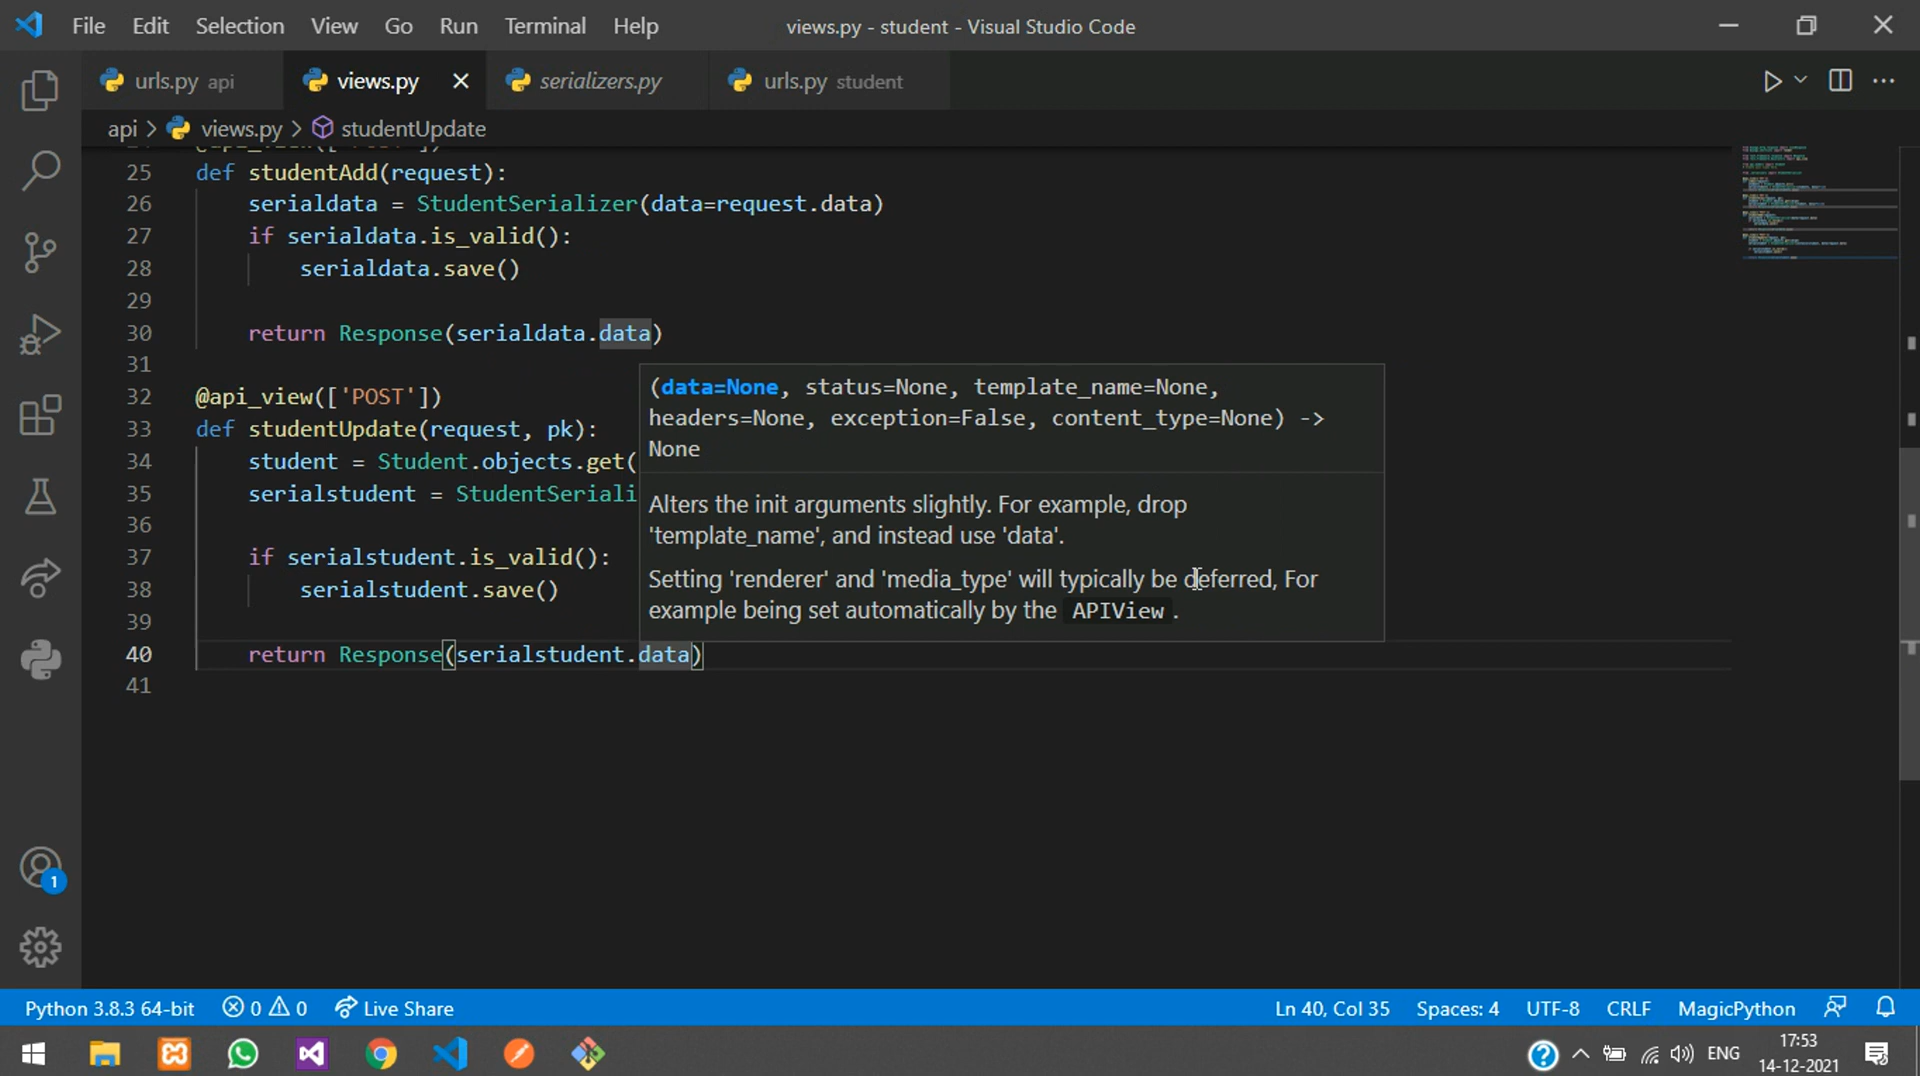 File Edit Selection View Go Run Terminal Help views.py - student - Visual Studio Code
urls.py api views.py serializers.py urls.py student
api > views.py > studentUpdate
24 @api_view(['POST'])
25 def studentAdd(request):
26 serialdata = StudentSerializer(data=request.data)
27 if serialdata.is_valid():
28 serialdata.save()
29
30 return Response(serialdata.data)
31
32 @api_view(['POST'])
33 def studentUpdate(request, pk):
34 student = Student.objects.get(
35 serialstudent = StudentSeriali
36
37 if serialstudent.is_valid():
38 serialstudent.save()
39
40 return Response(serialstudent.data)
41
(data=None, status=None, template_name=None,
headers=None, exception=False, content_type=None) ->
None
Alters the init arguments slightly. For example, drop
'template_name', and instead use 'data'.
Setting 'renderer' and 'media_type' will typically be deferred, For
example being set automatically by the APIView .
1
Python 3.8.3 64-bit 0 0 Live Share Ln 40, Col 35 Spaces: 4 UTF-8 CRLF MagicPython
ENG 17:53
14-12-2021